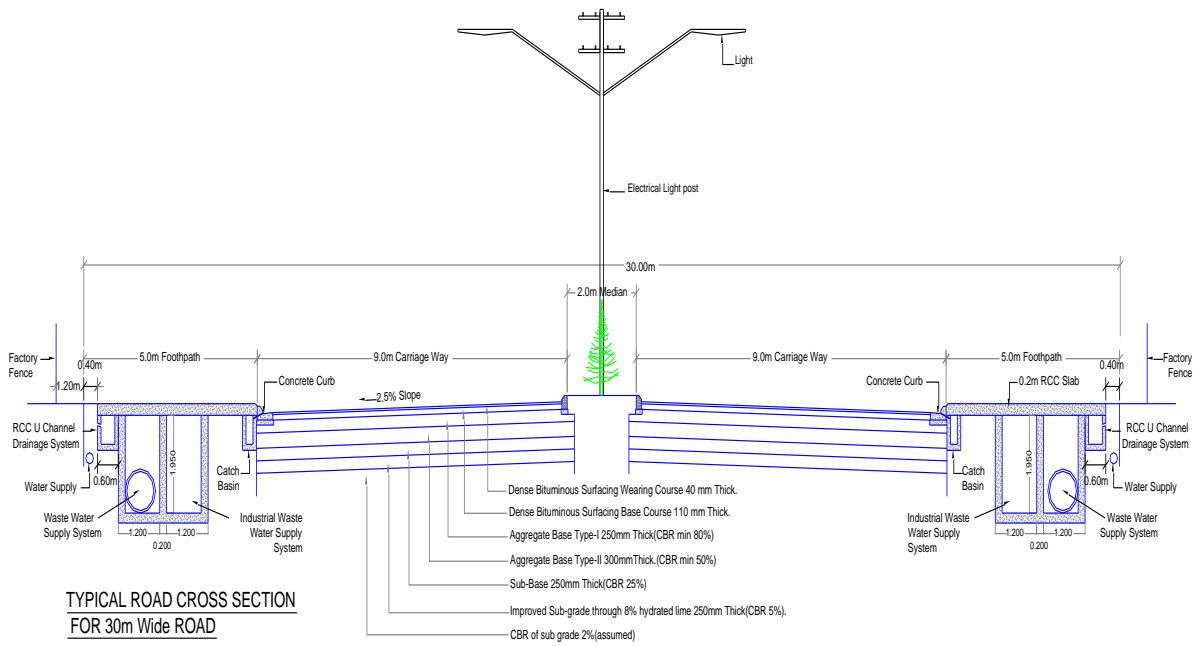 Light
Electrical Light post
30.00m
2.0m Median
Factory
Fence
0.40m
1.20m
5.0m Footpath
9.0m Carriage Way
9.0m Carriage Way
5.0m Footpath
0.40m
Factory
Fence
Concrete Curb
2.5% Slope
Concrete Curb
0.2m RCC Slab
RCC U Channel
Drainage System
1.950
Catch
Basin
Water Supply
0.60m
Waste Water
Supply System
1.200
1.200
0.200
Industrial Waste
Water Supply
System
1.950
Catch
Basin
RCC U Channel
Drainage System
Water Supply
0.60m
Industrial Waste
Water Supply
System
1.200
1.200
0.200
Waste Water
Supply System
Dense Bituminous Surfacing Wearing Course 40 mm Thick.
Dense Bituminous Surfacing Base Course 110 mm Thick.
Aggregate Base Type-I 250mm Thick(CBR min 80%)
Aggregate Base Type-II 300mmThick.(CBR min 50%)
Sub-Base 250mm Thick(CBR 25%)
Improved Sub-grade through 8% hydrated lime 250mm Thick(CBR 5%).
CBR of sub grade 2%(assumed)
TYPICAL ROAD CROSS SECTION
FOR 30m Wide ROAD